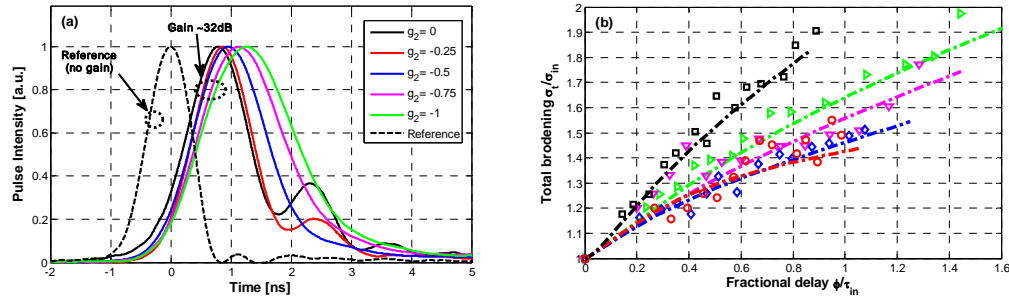 (a)
Gain ~32dB
Reference
(no gain)
g2= 0
g2= -0.25
g2= -0.5
g2= -0.75
g2= -1
Reference
Pulse Intensity [a.u.]
1
0.8
0.6
0.4
0.2
0
-2 -1 0 1 2 3 4 5
Time [ns]
(b)
Total brodening σt/σin
2
1.9
1.8
1.7
1.6
1.5
1.4
1.3
1.2
1.1
1
0 0.2 0.4 0.6 0.8 1 1.2 1.4 1.6
Fractional delay ϕ/τin